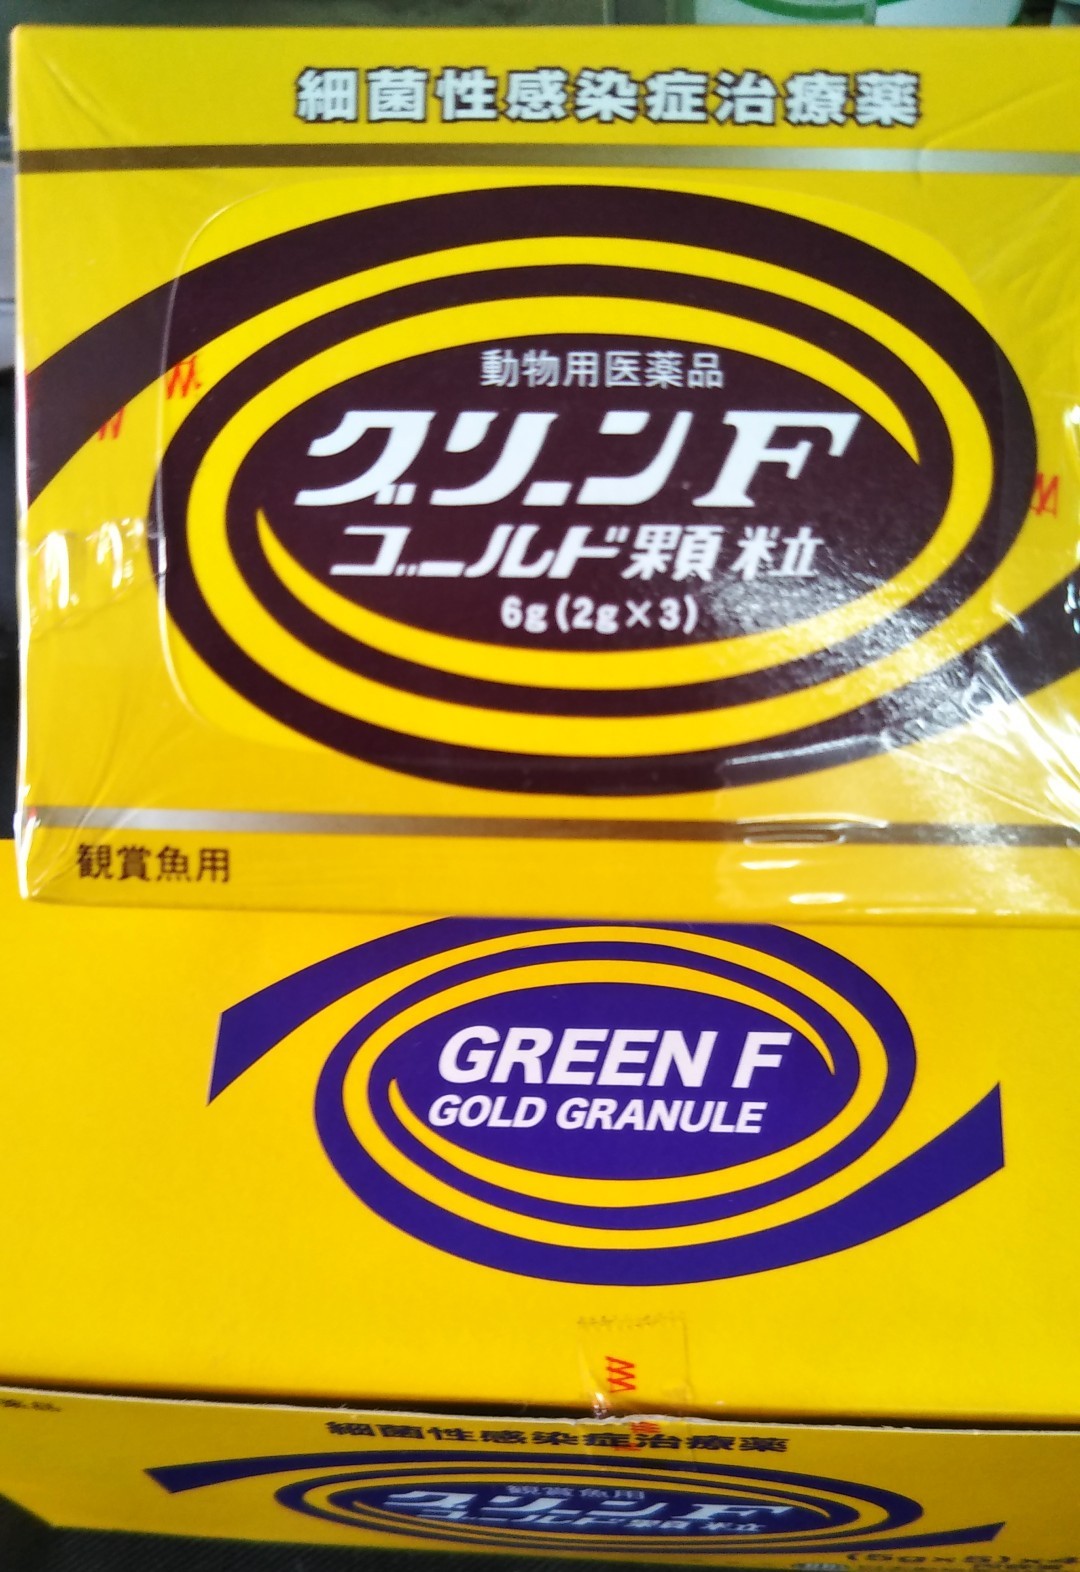 細菌性感染症治療薬
動物用医薬品
グリーンF
ゴールド顆粒
6g(2g×3)
観賞魚用
GREEN F
GOLD GRANULE
細菌性感染症治療薬
観賞魚用
グリーンF
ゴールド顆粒
(5g×5)×4